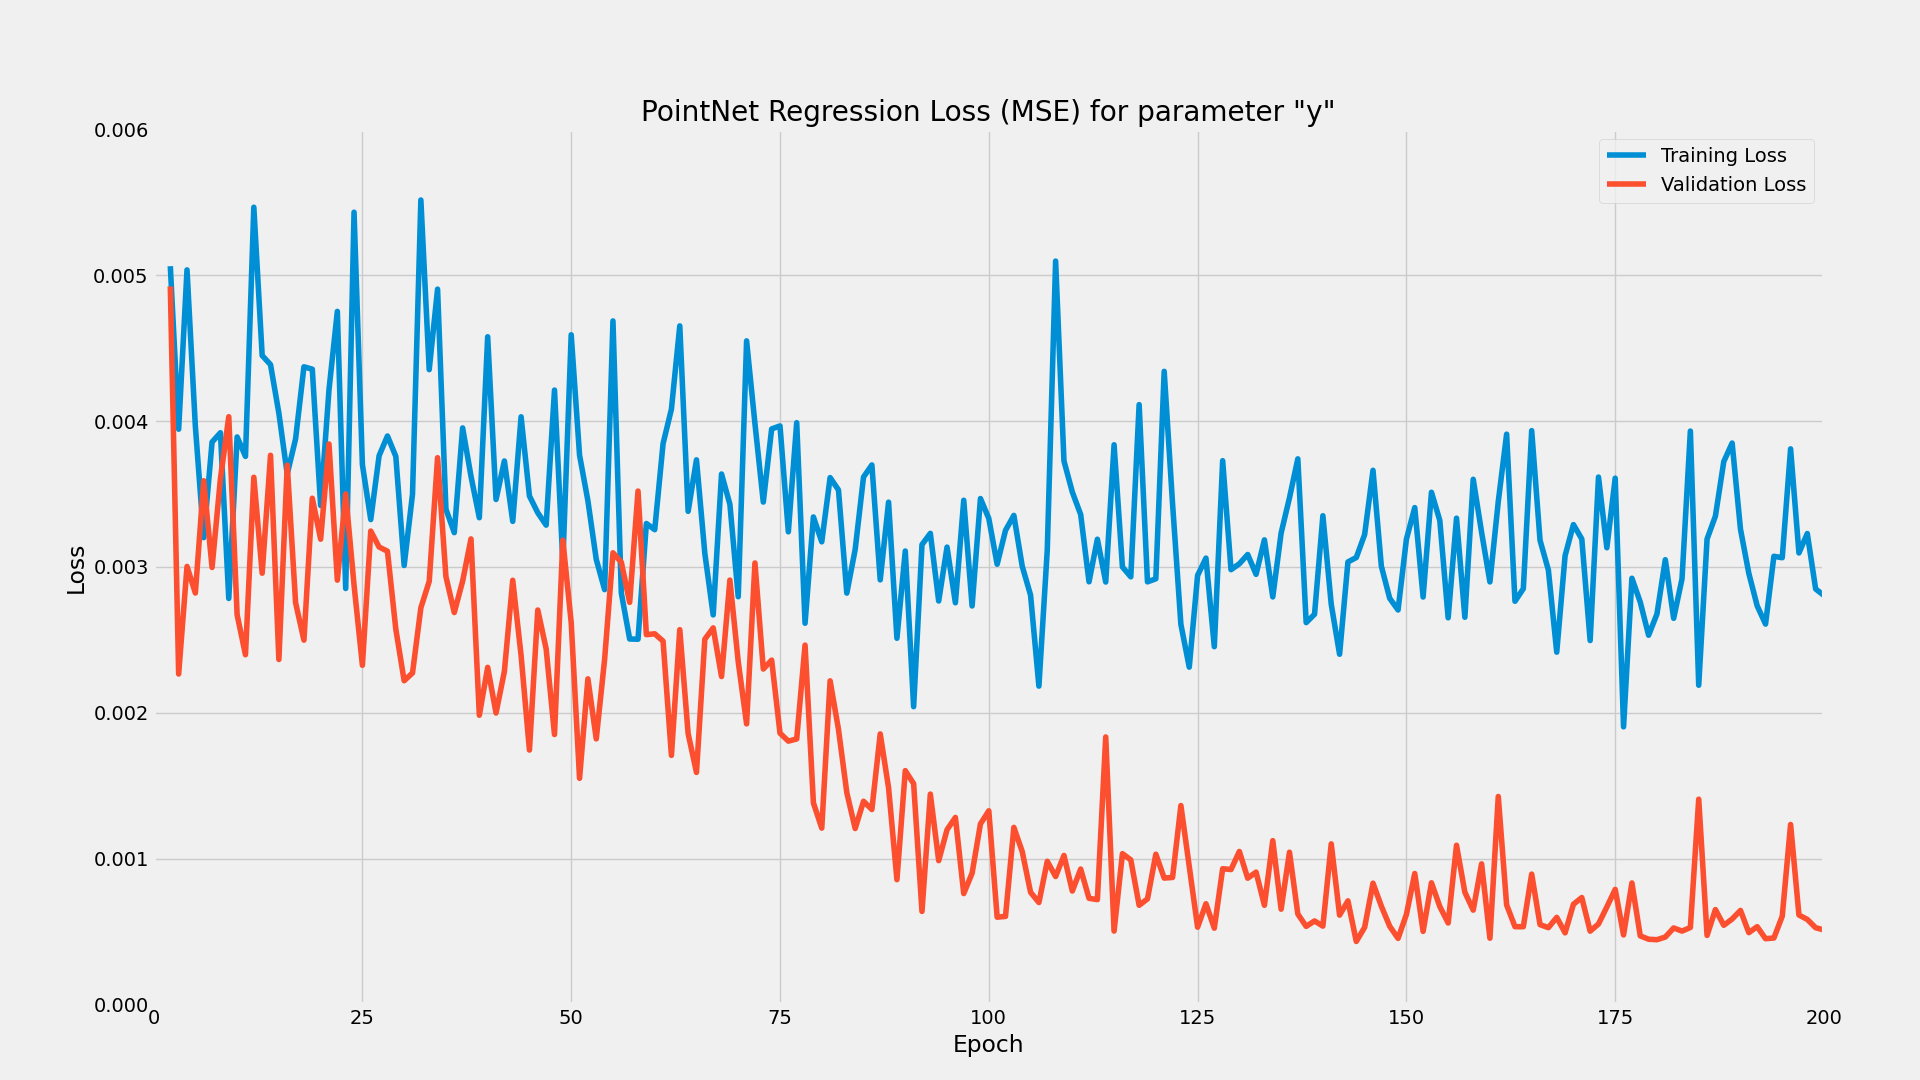 PointNet Regression Loss (MSE) for parameter "y"
Training Loss
Validation Loss
0.006
0.005
0.004
0.003
0.002
0.001
0.000
Loss
0 25 50 75 100 125 150 175 200
Epoch